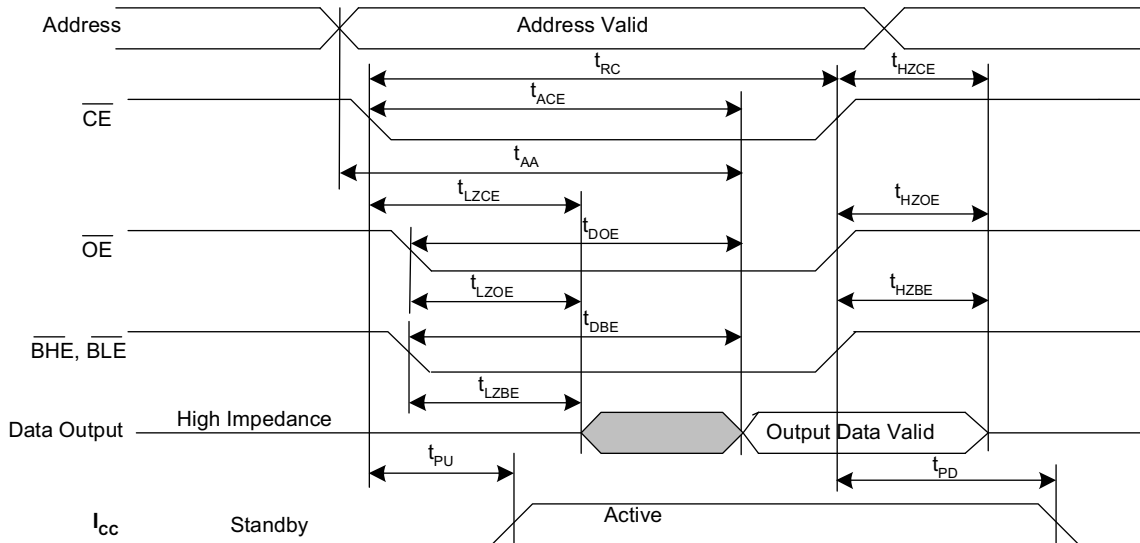 Address
Address Valid
tRC
tHZCE
tACE
CE
tAA
tLZCE
tHZOE
OE
tDOE
tLZOE
tHZBE
tDBE
BHE, BLE
tLZBE
High Impedance
Data Output
Output Data Valid
tPU
tPD
ICC
Standby
Active